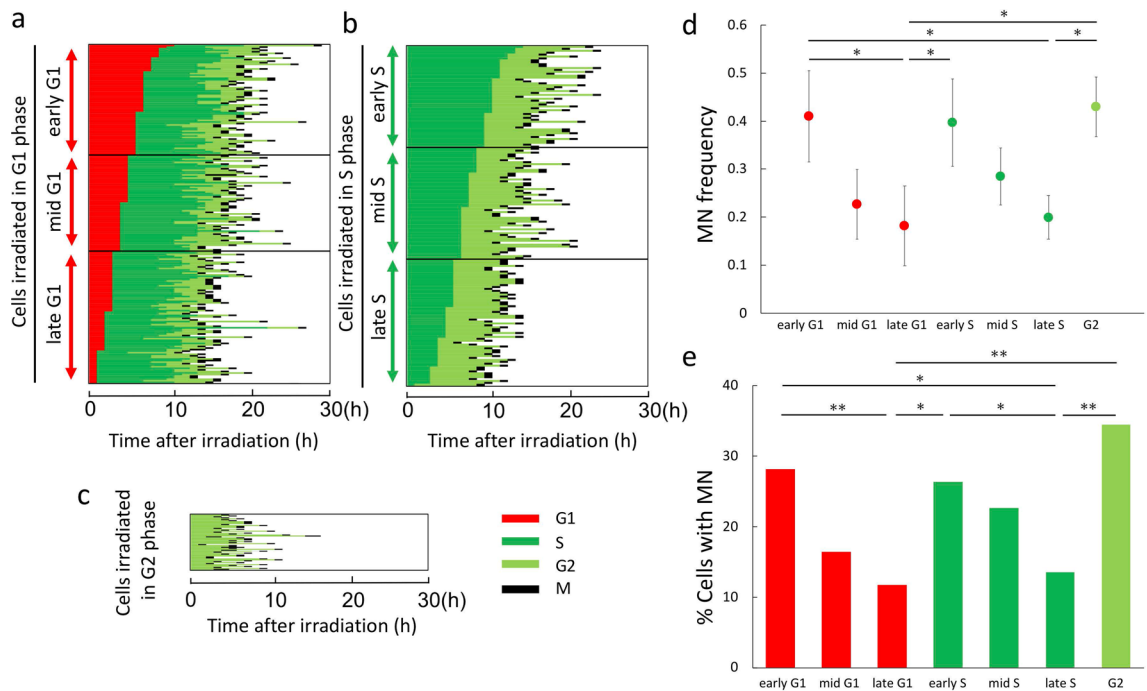 a
Cells irradiated in G1 phase
early G1
mid G1
late G1
0 10 20 30(h)
Time after irradiation (h)
b
Cells irradiated in S phase
early S
mid S
late S
0 10 20 30(h)
Time after irradiation (h)
c
Cells irradiated
in G2 phase
0 10 20 30(h)
Time after irradiation (h)
G1
S
G2
M
d
MN frequency
0.6
0.5
0.4
0.3
0.2
0.1
0
*
*
*
* *
early G1 mid G1 late G1 early S mid S late S G2
e
% Cells with MN
40
30
20
10
0
**
*
** * * **
early G1 mid G1 late G1 early S mid S late S G2